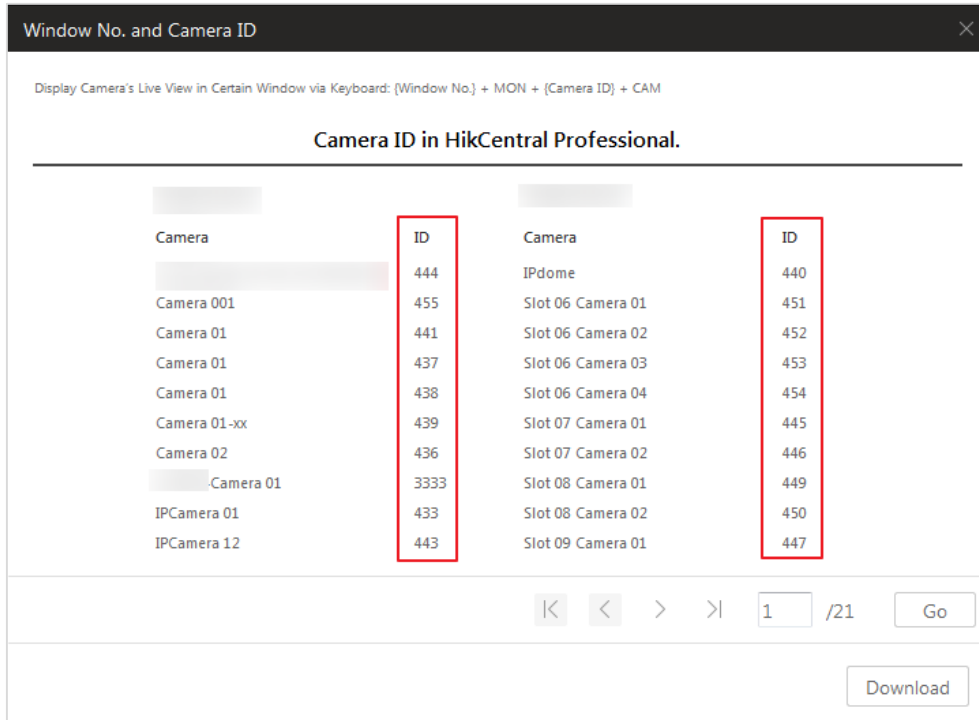 Window No. and Camera ID
Display Camera's Live View in Certain Window via Keyboard: {Window No.} + MON + {Camera ID} + CAM
Camera ID in HikCentral Professional.
Camera ID Camera ID
444 IPdome 440
Camera 001 455 Slot 06 Camera 01 451
Camera 01 441 Slot 06 Camera 02 452
Camera 01 437 Slot 06 Camera 03 453
Camera 01 438 Slot 06 Camera 04 454
Camera 01-xx 439 Slot 07 Camera 01 445
Camera 02 436 Slot 07 Camera 02 446
-Camera 01 3333 Slot 08 Camera 01 449
IPCamera 01 433 Slot 08 Camera 02 450
IPCamera 12 443 Slot 09 Camera 01 447
1 /21 Go
Download